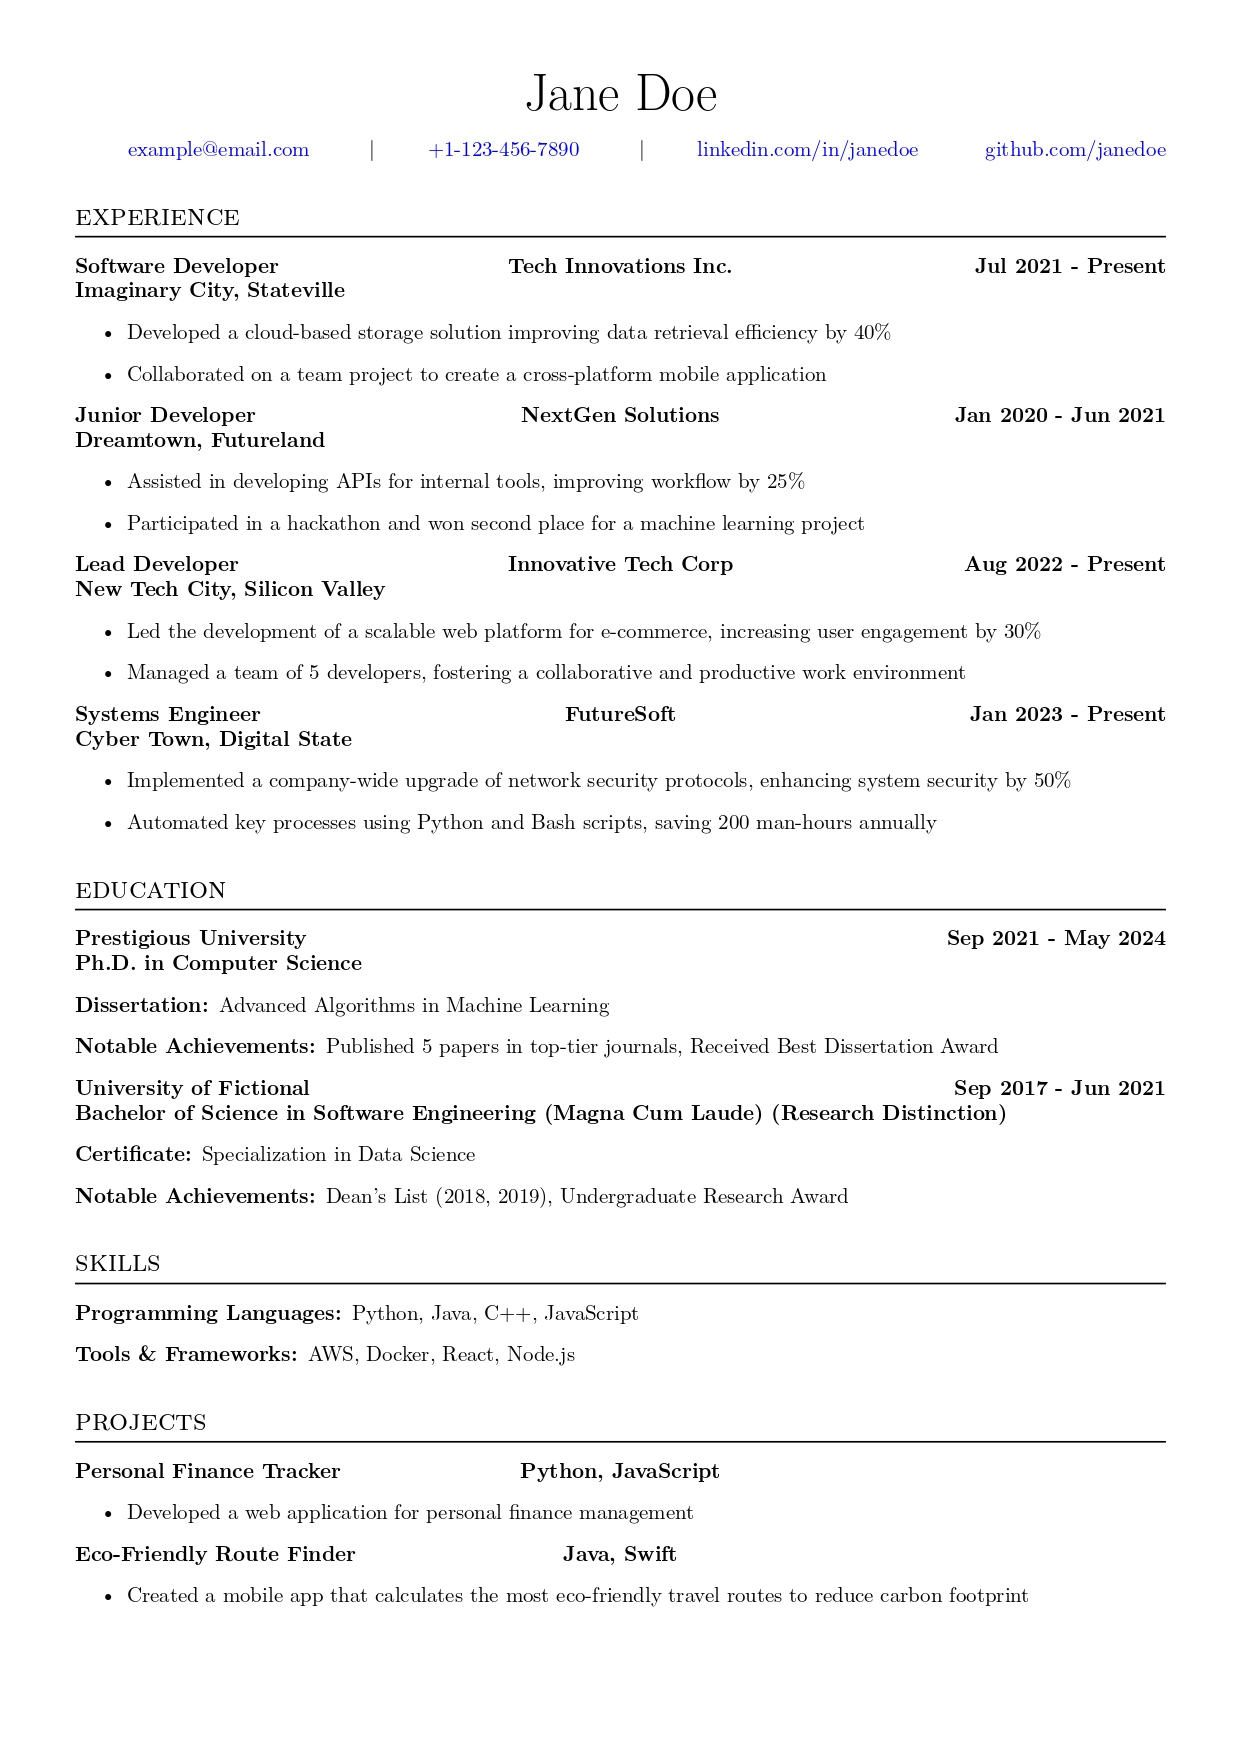 Jane Doe
example@email.com | +1-123-456-7890 | linkedin.com/in/janedoe github.com/janedoe
EXPERIENCE
Software Developer Tech Innovations Inc. Jul 2021 - Present
Imaginary City, Stateville
• Developed a cloud-based storage solution improving data retrieval efficiency by 40%
• Collaborated on a team project to create a cross-platform mobile application
Junior Developer NextGen Solutions Jan 2020 - Jun 2021
Dreamtown, Futureland
• Assisted in developing APIs for internal tools, improving workflow by 25%
• Participated in a hackathon and won second place for a machine learning project
Lead Developer Innovative Tech Corp Aug 2022 - Present
New Tech City, Silicon Valley
• Led the development of a scalable web platform for e-commerce, increasing user engagement by 30%
• Managed a team of 5 developers, fostering a collaborative and productive work environment
Systems Engineer FutureSoft Jan 2023 - Present
Cyber Town, Digital State
• Implemented a company-wide upgrade of network security protocols, enhancing system security by 50%
• Automated key processes using Python and Bash scripts, saving 200 man-hours annually
EDUCATION
Prestigious University Sep 2021 - May 2024
Ph.D. in Computer Science
Dissertation: Advanced Algorithms in Machine Learning
Notable Achievements: Published 5 papers in top-tier journals, Received Best Dissertation Award
University of Fictional Sep 2017 - Jun 2021
Bachelor of Science in Software Engineering (Magna Cum Laude) (Research Distinction)
Certificate: Specialization in Data Science
Notable Achievements: Dean's List (2018, 2019), Undergraduate Research Award
SKILLS
Programming Languages: Python, Java, C++, JavaScript
Tools & Frameworks: AWS, Docker, React, Node.js
PROJECTS
Personal Finance Tracker Python, JavaScript
• Developed a web application for personal finance management
Eco-Friendly Route Finder Java, Swift
• Created a mobile app that calculates the most eco-friendly travel routes to reduce carbon footprint